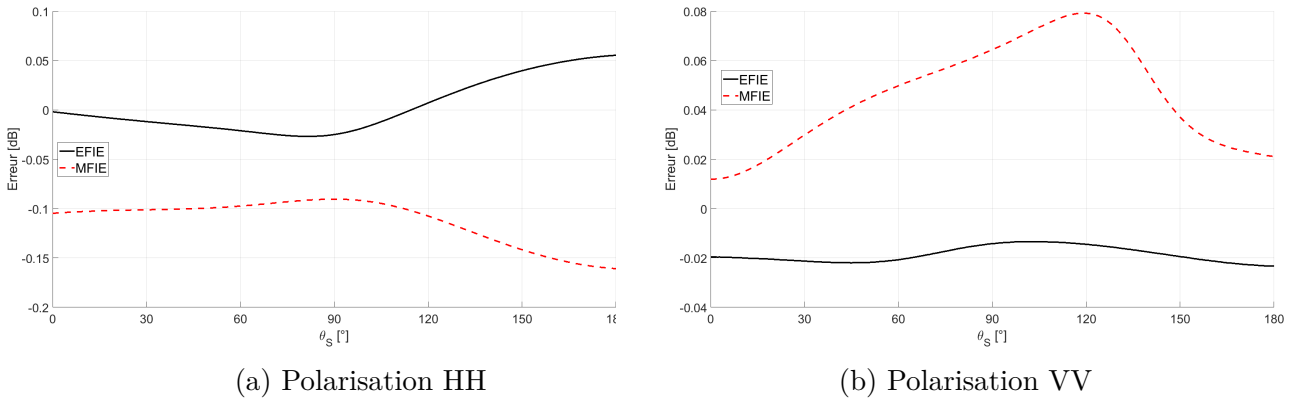 0.1
0.05
0
-0.05
-0.1
-0.15
-0.2
Erreur [dB]
EFIE
MFIE
0 30 60 90 120 150 18
θS [°]
(a) Polarisation HH
0.08
0.06
0.04
0.02
0
-0.02
-0.04
Erreur [dB]
EFIE
MFIE
0 30 60 90 120 150 180
θS [°]
(b) Polarisation VV